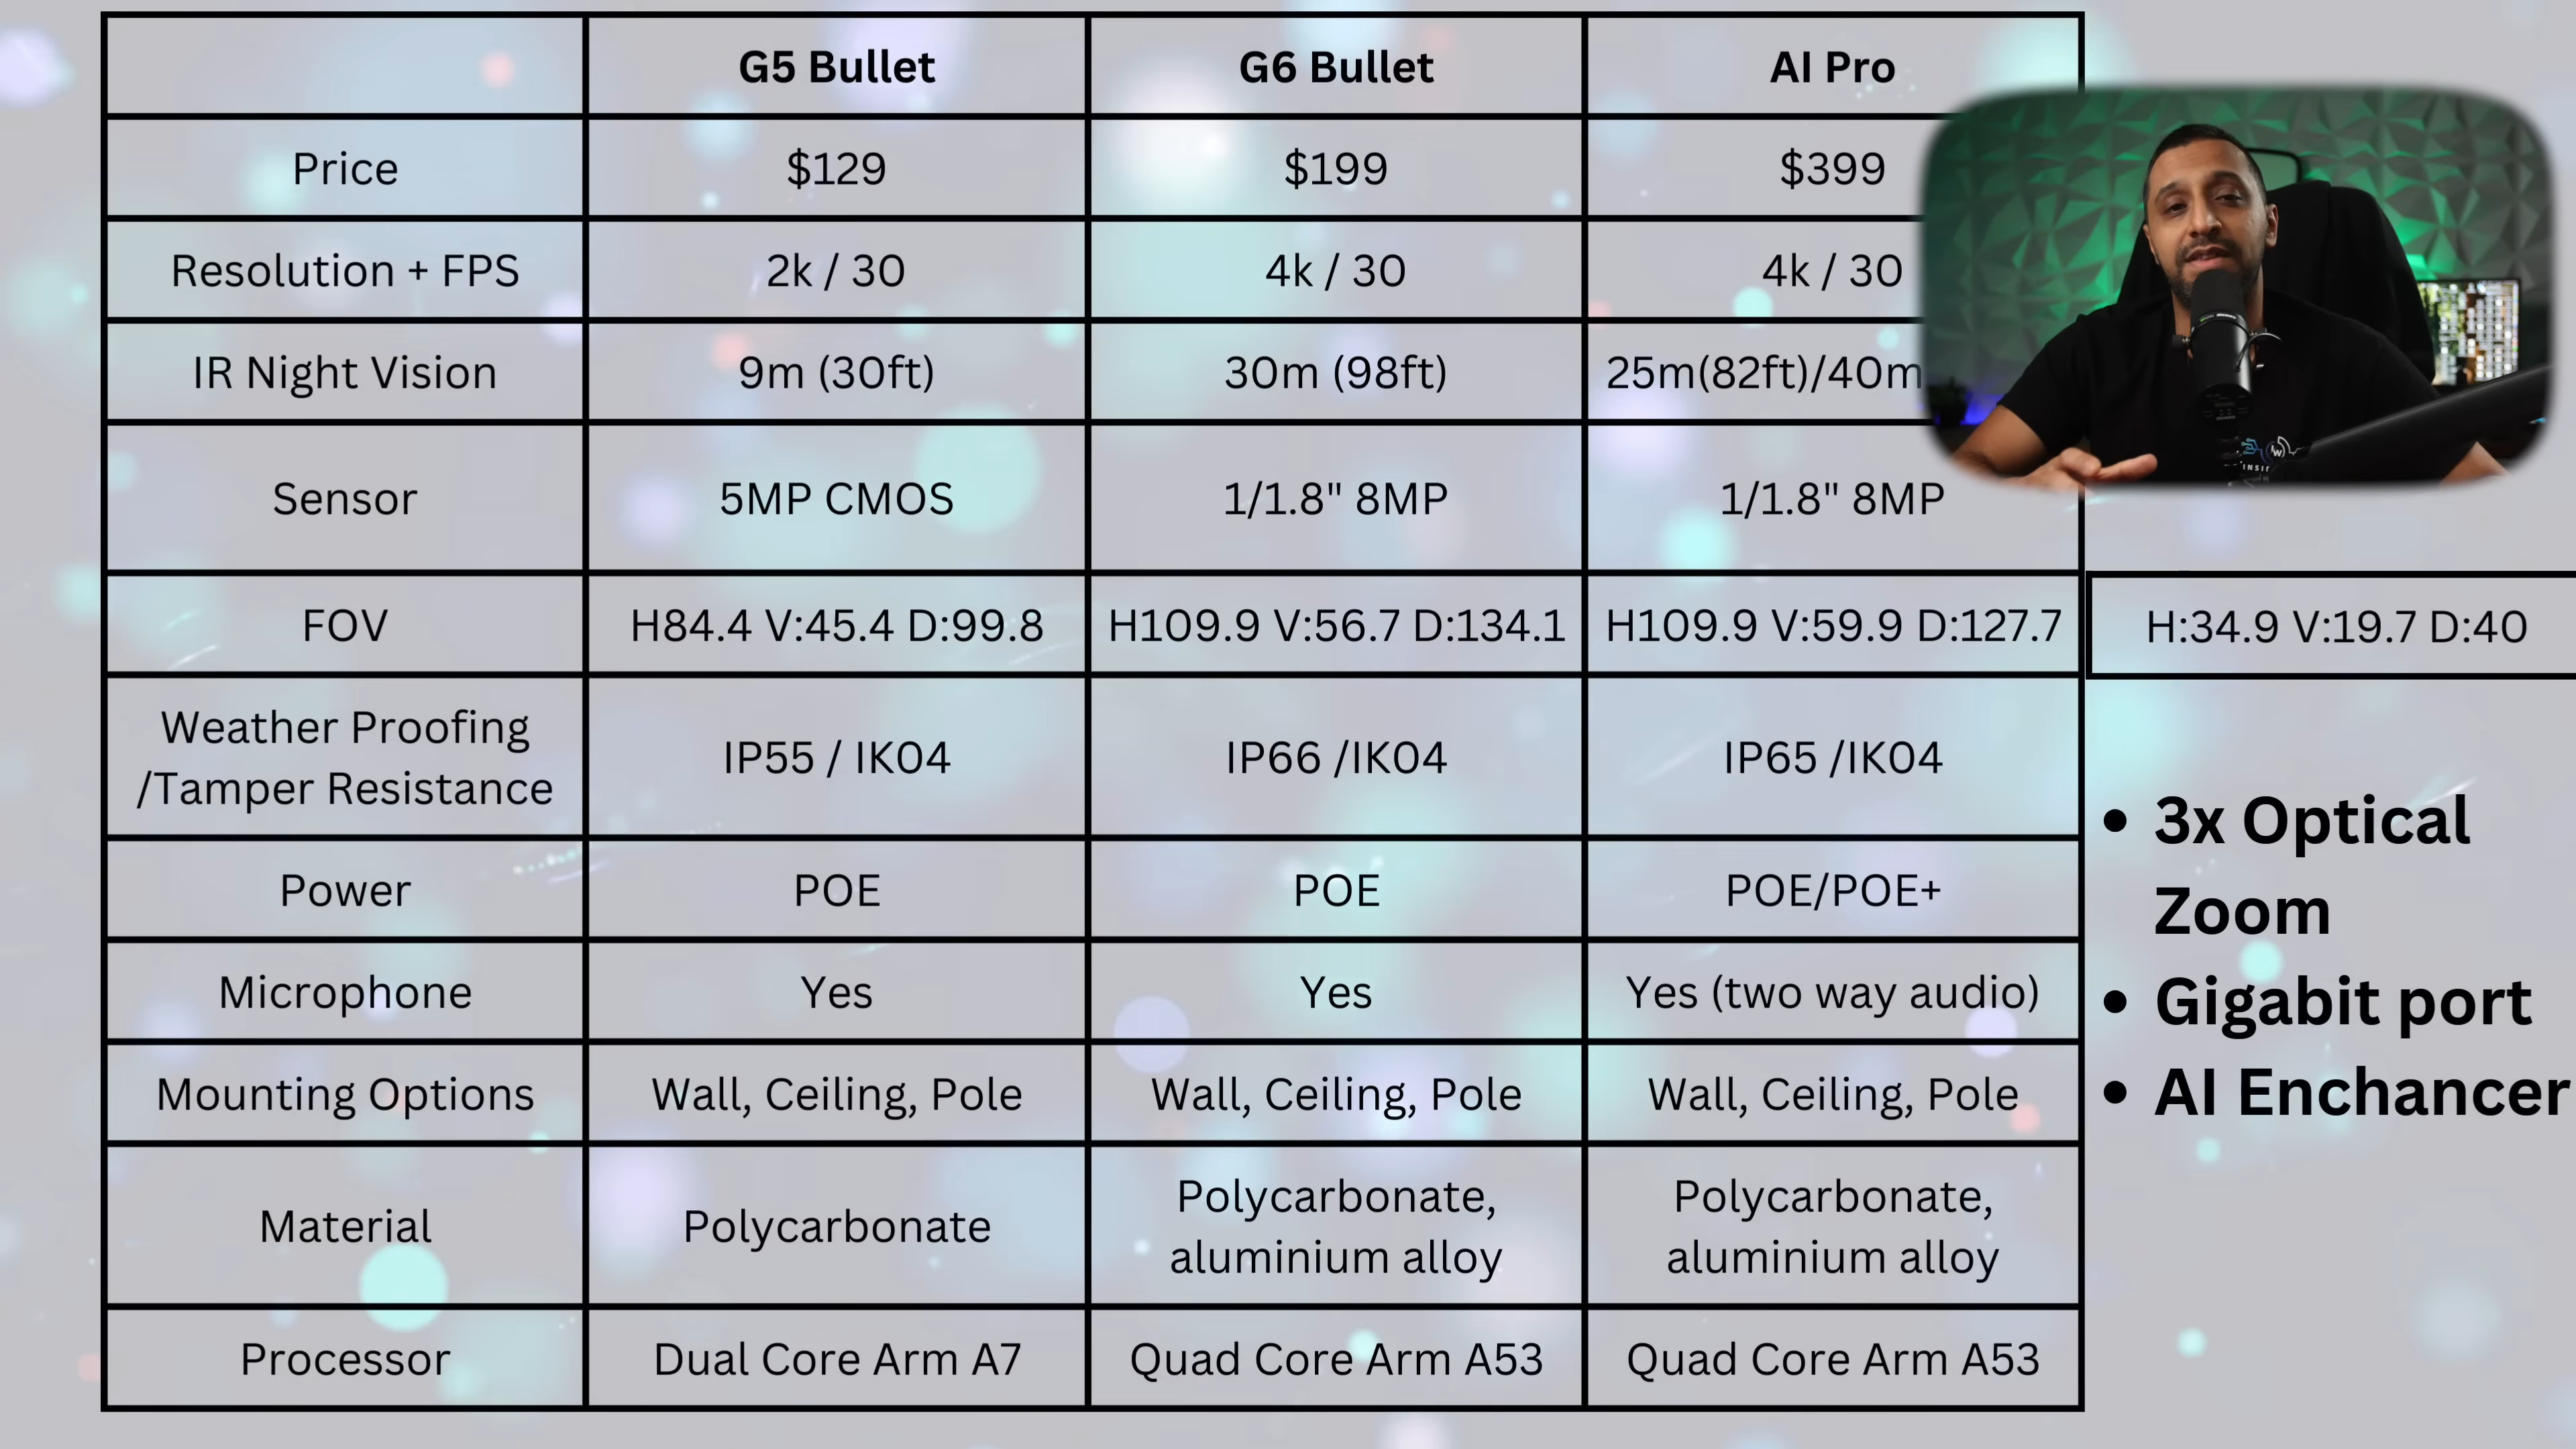 G5 Bullet G6 Bullet AI Pro
Price $129 $199 $399
Resolution + FPS 2k / 30 4k / 30 4k / 30
IR Night Vision 9m (30ft) 30m (98ft) 25m(82ft)/40m
Sensor 5MP CMOS 1/1.8" 8MP 1/1.8" 8MP
FOV H84.4 V:45.4 D:99.8 H109.9 V:56.7 D:134.1 H109.9 V:59.9 D:127.7 H:34.9 V:19.7 D:40
Weather Proofing
/Tamper Resistance IP55 / IK04 IP66 /IK04 IP65 /IK04
Power POE POE POE/POE+
Microphone Yes Yes Yes (two way audio)
Mounting Options Wall, Ceiling, Pole Wall, Ceiling, Pole Wall, Ceiling, Pole
Material Polycarbonate Polycarbonate,
aluminium alloy Polycarbonate,
aluminium alloy
Processor Dual Core Arm A7 Quad Core Arm A53 Quad Core Arm A53
• 3x Optical
Zoom
• Gigabit port
• AI Enchancer